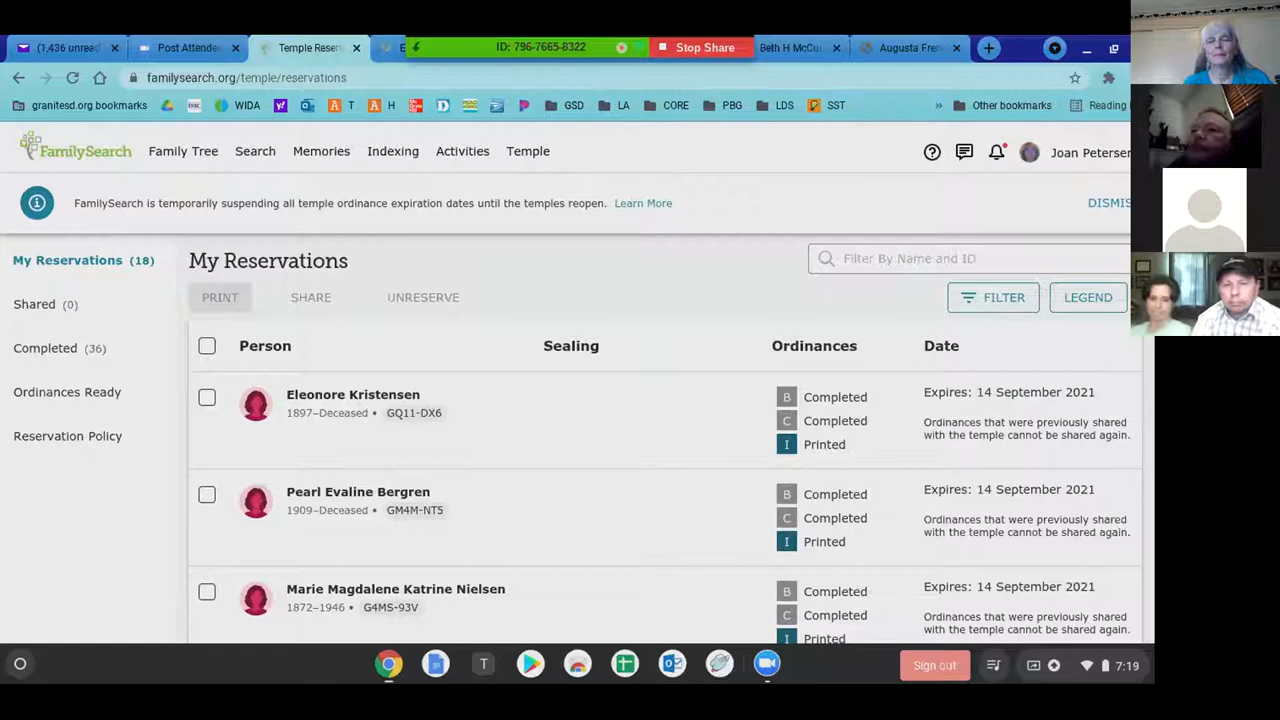 (1,436 unread
Post Attende
Temple Reser
E
ID: 796-7665-8322
Stop Share
Beth H McCu
Augusta Fre
familysearch.org/temple/reservations
granitesd.org bookmarks
WIDA
T
H
GSD
LA
CORE
PBG
LDS
SST
»
Other bookmarks
Reading l
FamilySearch
Family Tree
Search
Memories
Indexing
Activities
Temple
Joan Petersen
FamilySearch is temporarily suspending all temple ordinance expiration dates until the temples reopen. Learn More
DISMIS
My Reservations (18)
Shared (0)
Completed (36)
Ordinances Ready
Reservation Policy
My Reservations
Filter By Name and ID
PRINT
SHARE
UNRESERVE
FILTER
LEGEND
Person
Sealing
Ordinances
Date
Eleonore Kristensen
1897–Deceased • GQ11-DX6
B Completed
C Completed
I Printed
Expires: 14 September 2021
Ordinances that were previously shared
with the temple cannot be shared again.
Pearl Evaline Bergren
1909–Deceased • GM4M-NT5
B Completed
C Completed
I Printed
Expires: 14 September 2021
Ordinances that were previously shared
with the temple cannot be shared again.
Marie Magdalene Katrine Nielsen
1872–1946 • G4MS-93V
B Completed
C Completed
I Printed
Expires: 14 September 2021
Ordinances that were previously shared
with the temple cannot be shared again.
T
Sign out
7:19